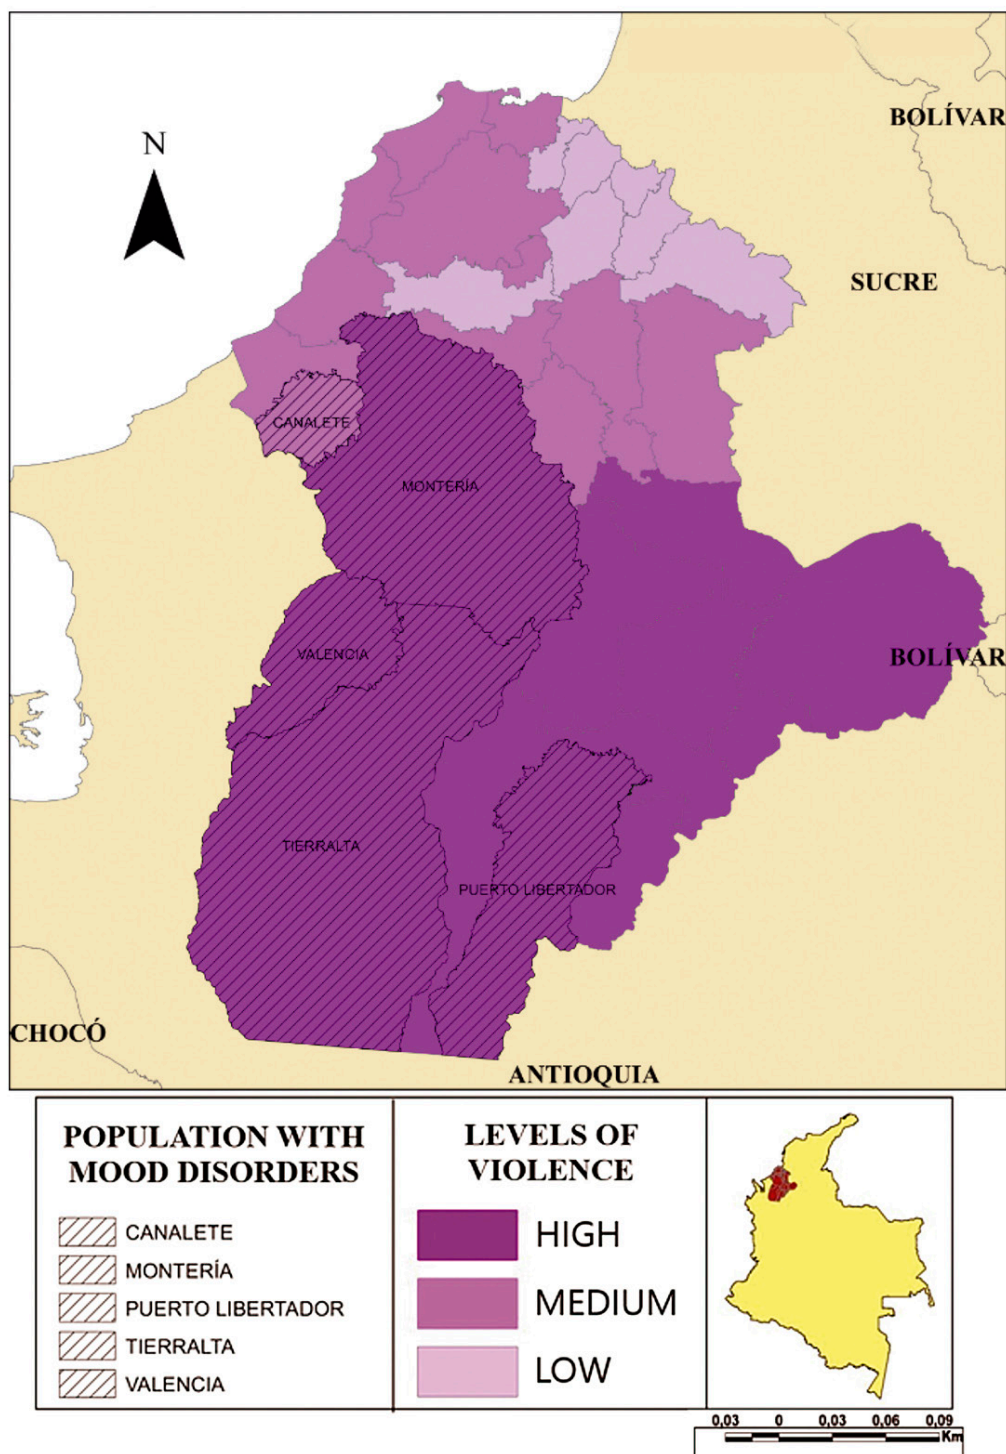 N
BOLÍVAR
SUCRE
CANALETE
MONTERÍA
VALENCIA
BOLÍVAR
TIERRALTA
PUERTO LIBERTADOR
CHOCÓ
ANTIOQUIA
POPULATION WITH
MOOD DISORDERS
CANALETE
MONTERÍA
PUERTO LIBERTADOR
TIERRALTA
VALENCIA
LEVELS OF
VIOLENCE
HIGH
MEDIUM
LOW
0,03 0 0,03 0,06 0,09
Km